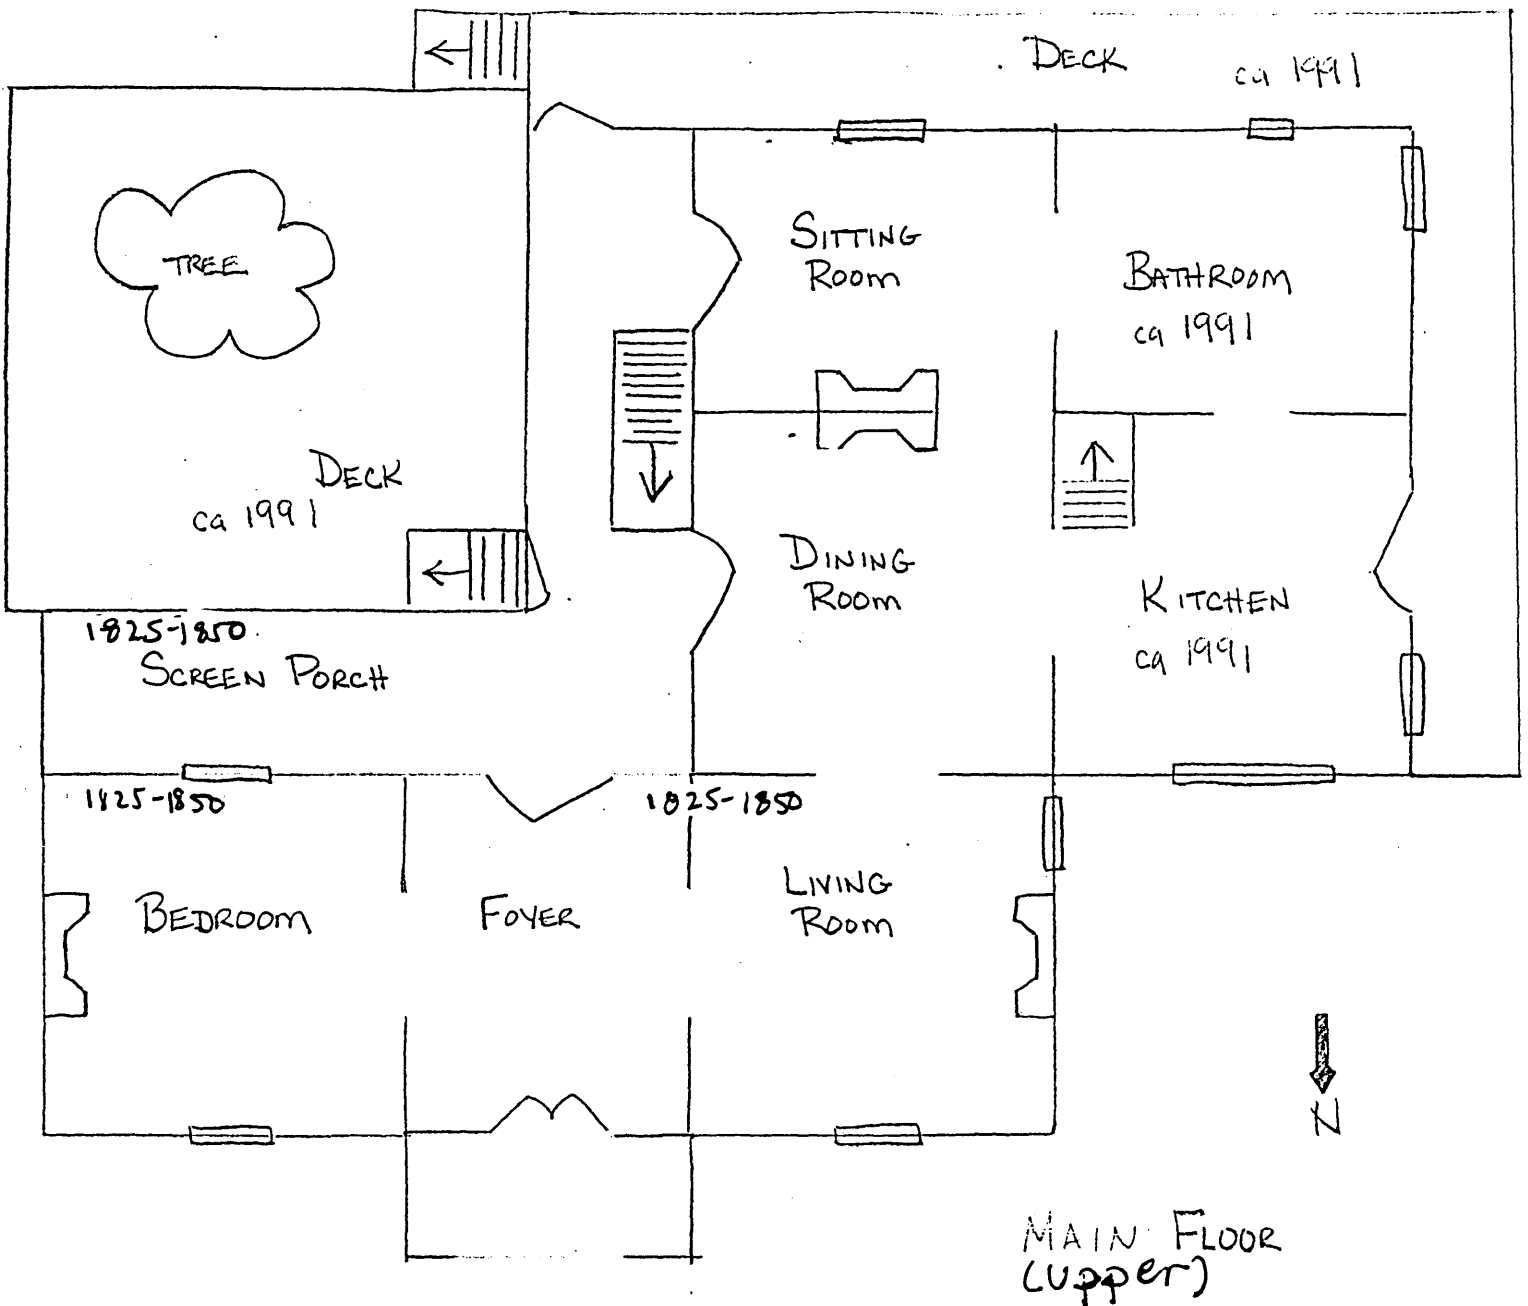 DECK
ca 1991
TREE
SITTING
ROOM
BATHROOM
ca 1991
DECK
ca 1991
DINING
ROOM
KITCHEN
ca 1991
1825-1850
SCREEN PORCH
1825-1850
1825-1850
BEDROOM
FOYER
LIVING
ROOM
N
MAIN FLOOR
(upper)